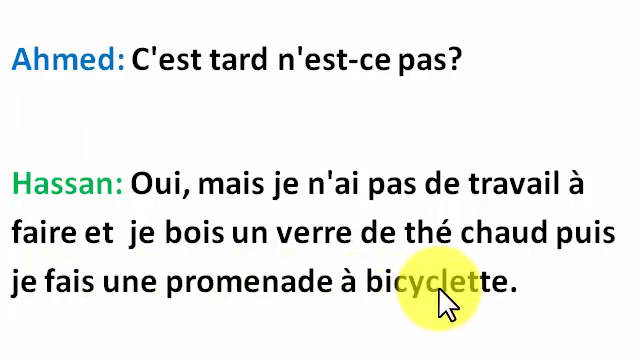 Ahmed: C'est tard n'est-ce pas?
Hassan: Oui, mais je n'ai pas de travail à
faire et je bois un verre de thé chaud puis
je fais une promenade à bicyclette.